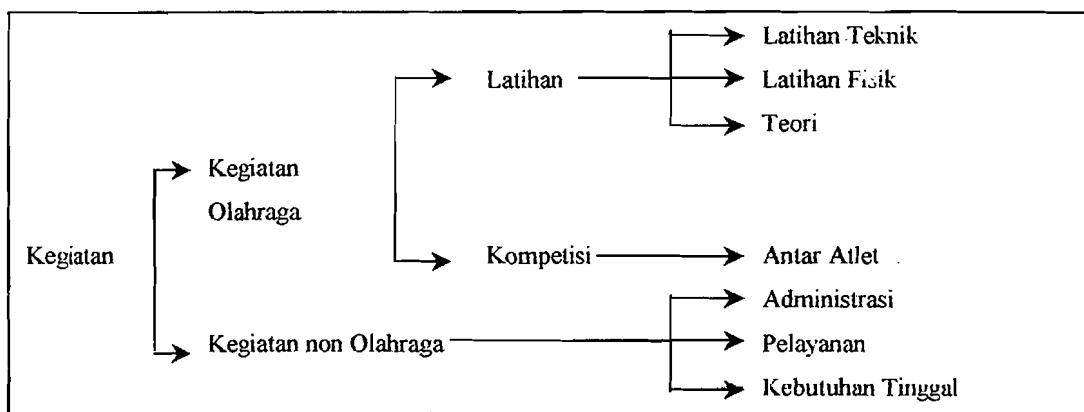 Latihan Teknik
Latihan
Latihan Fisik
Teori
Kegiatan
Olahraga
Kegiatan
Kompetisi
Antar Atlet
Administrasi
Kegiatan non Olahraga
Pelayanan
Kebutuhan Tinggal